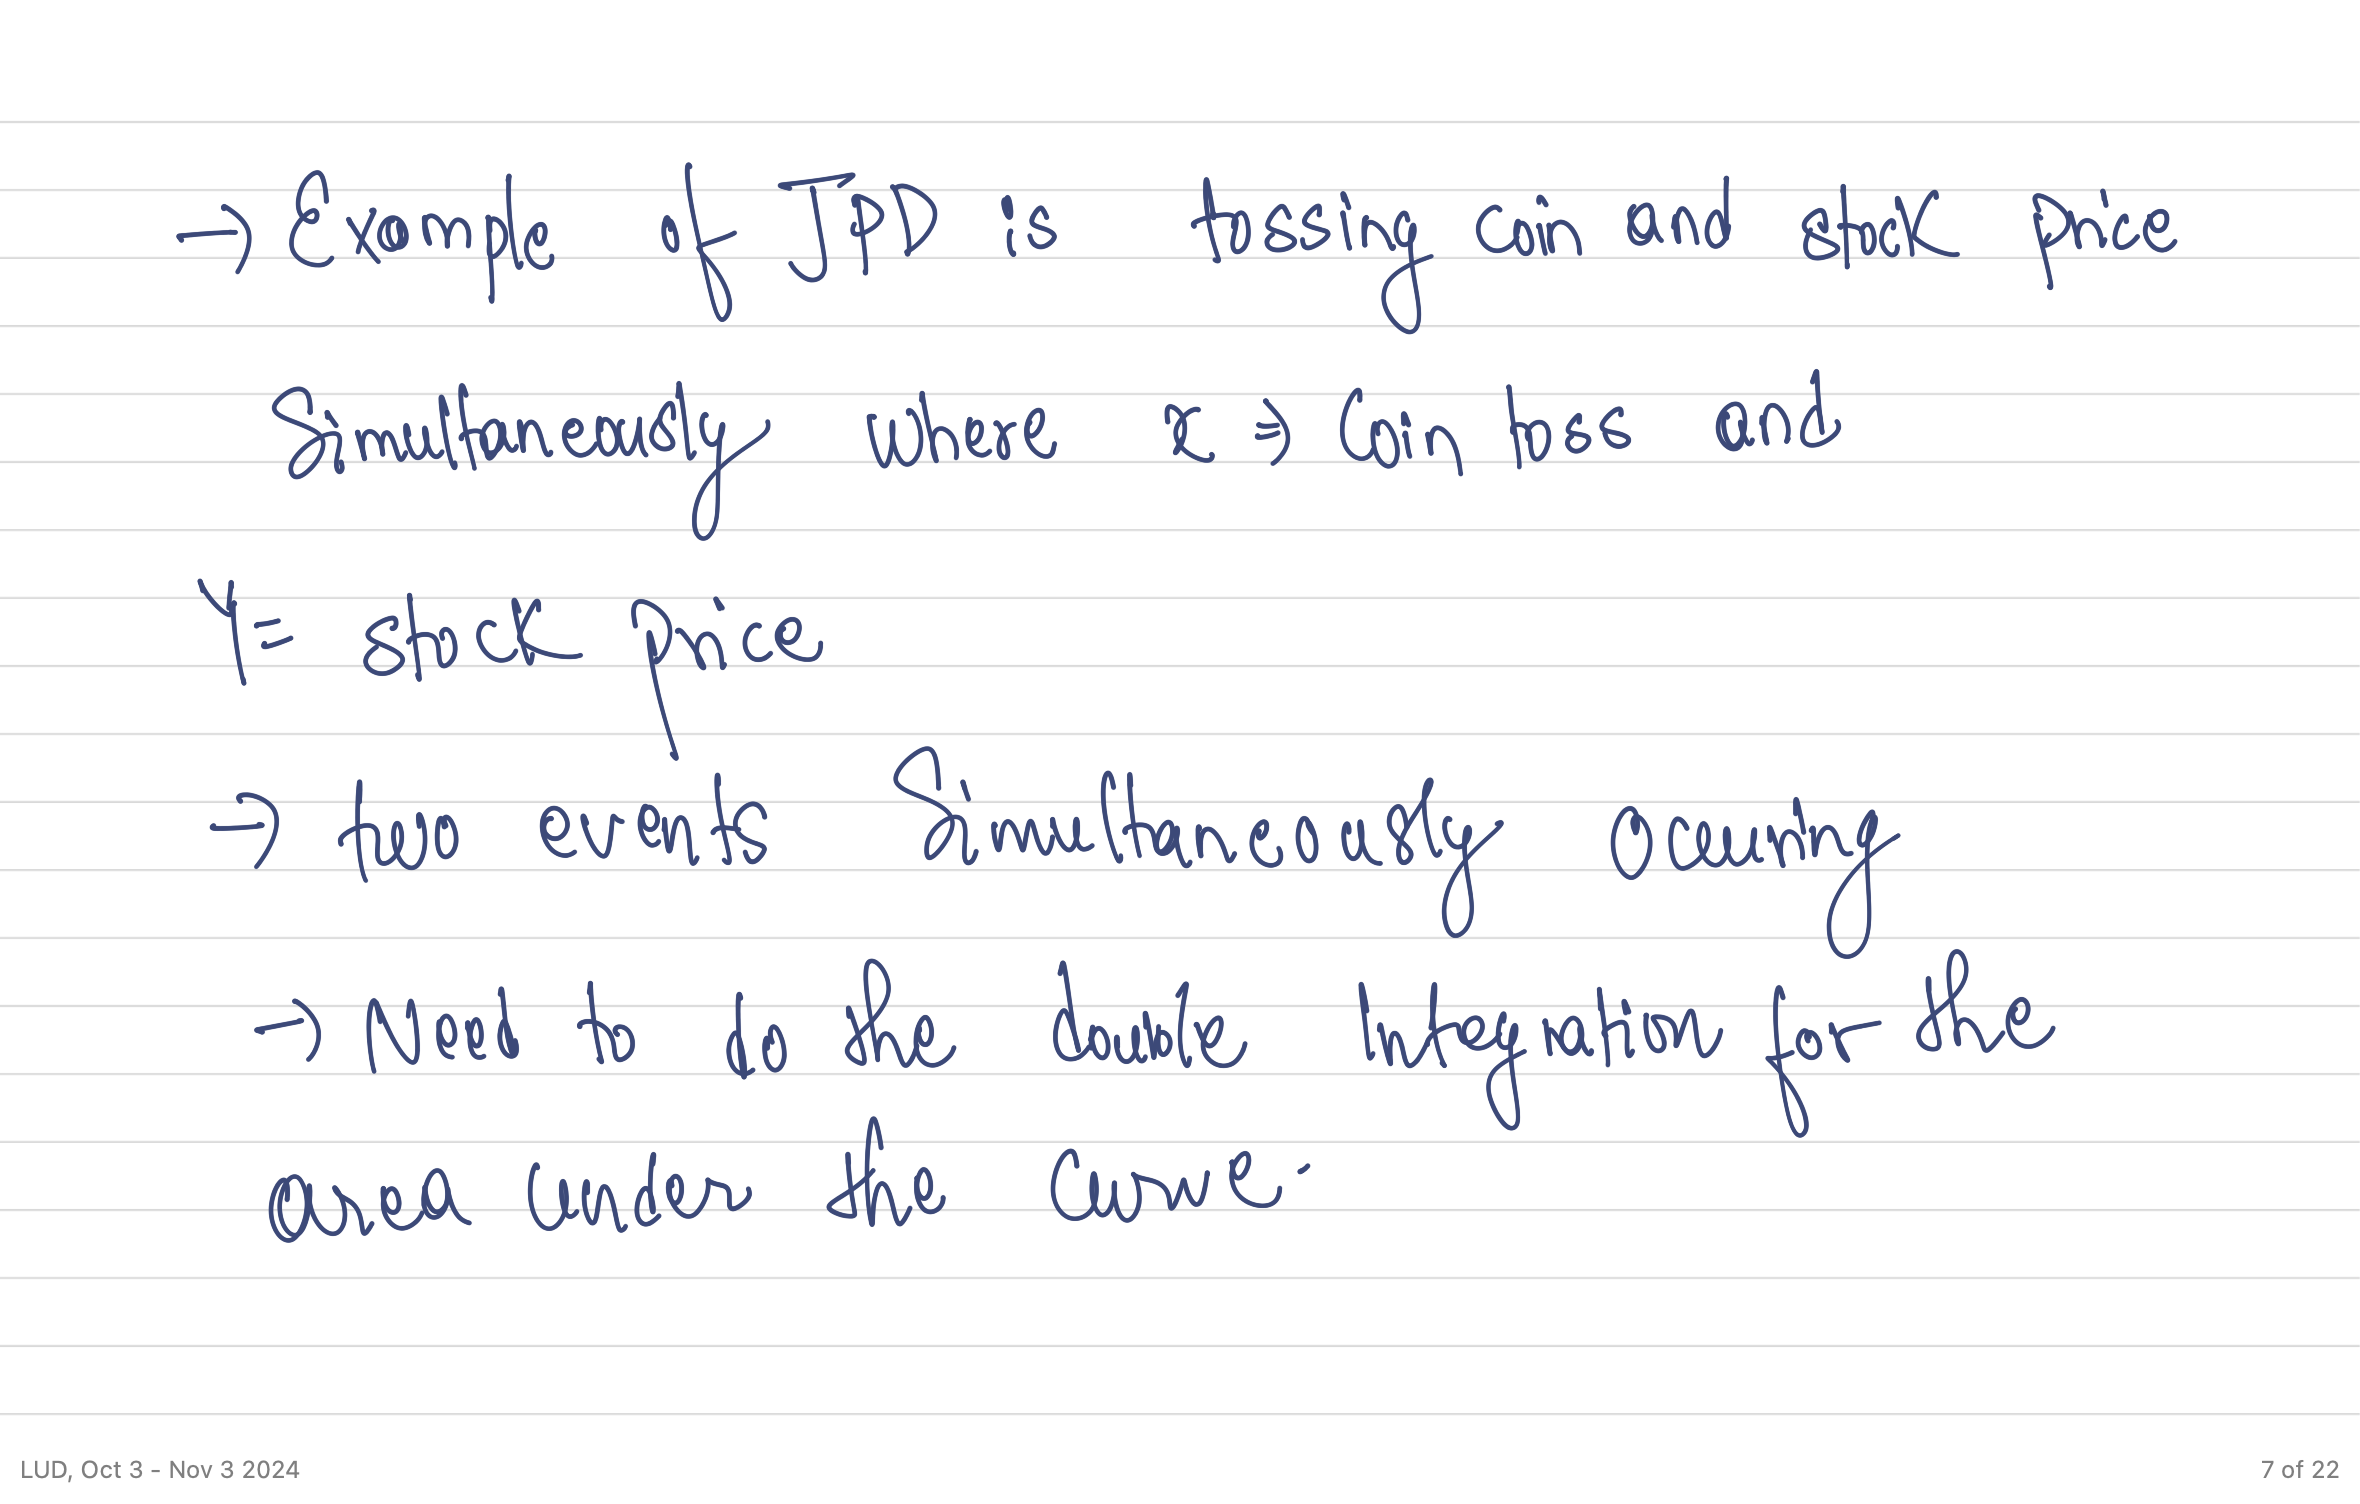 → Example of JPD is tossing coin and stock price
Simultaneously where x ⇒ Coin toss and
Y = stock price
→ two events Simultaneously Occuring
→ Need to do the double Integration for the
area under the Curve.
LUD, Oct 3 - Nov 3 2024
7 of 22